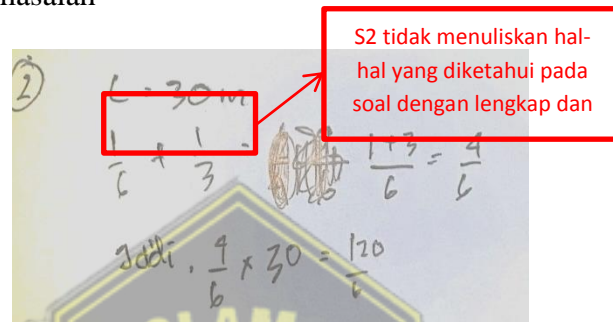 masalah
S2 tidak menuliskan hal-
hal yang diketahui pada
soal dengan lengkap dan
② L = 30 m
1/6 + 1/3 = (1+3)/6 = 4/6
Jadi, 4/6 x 30 = 120/6